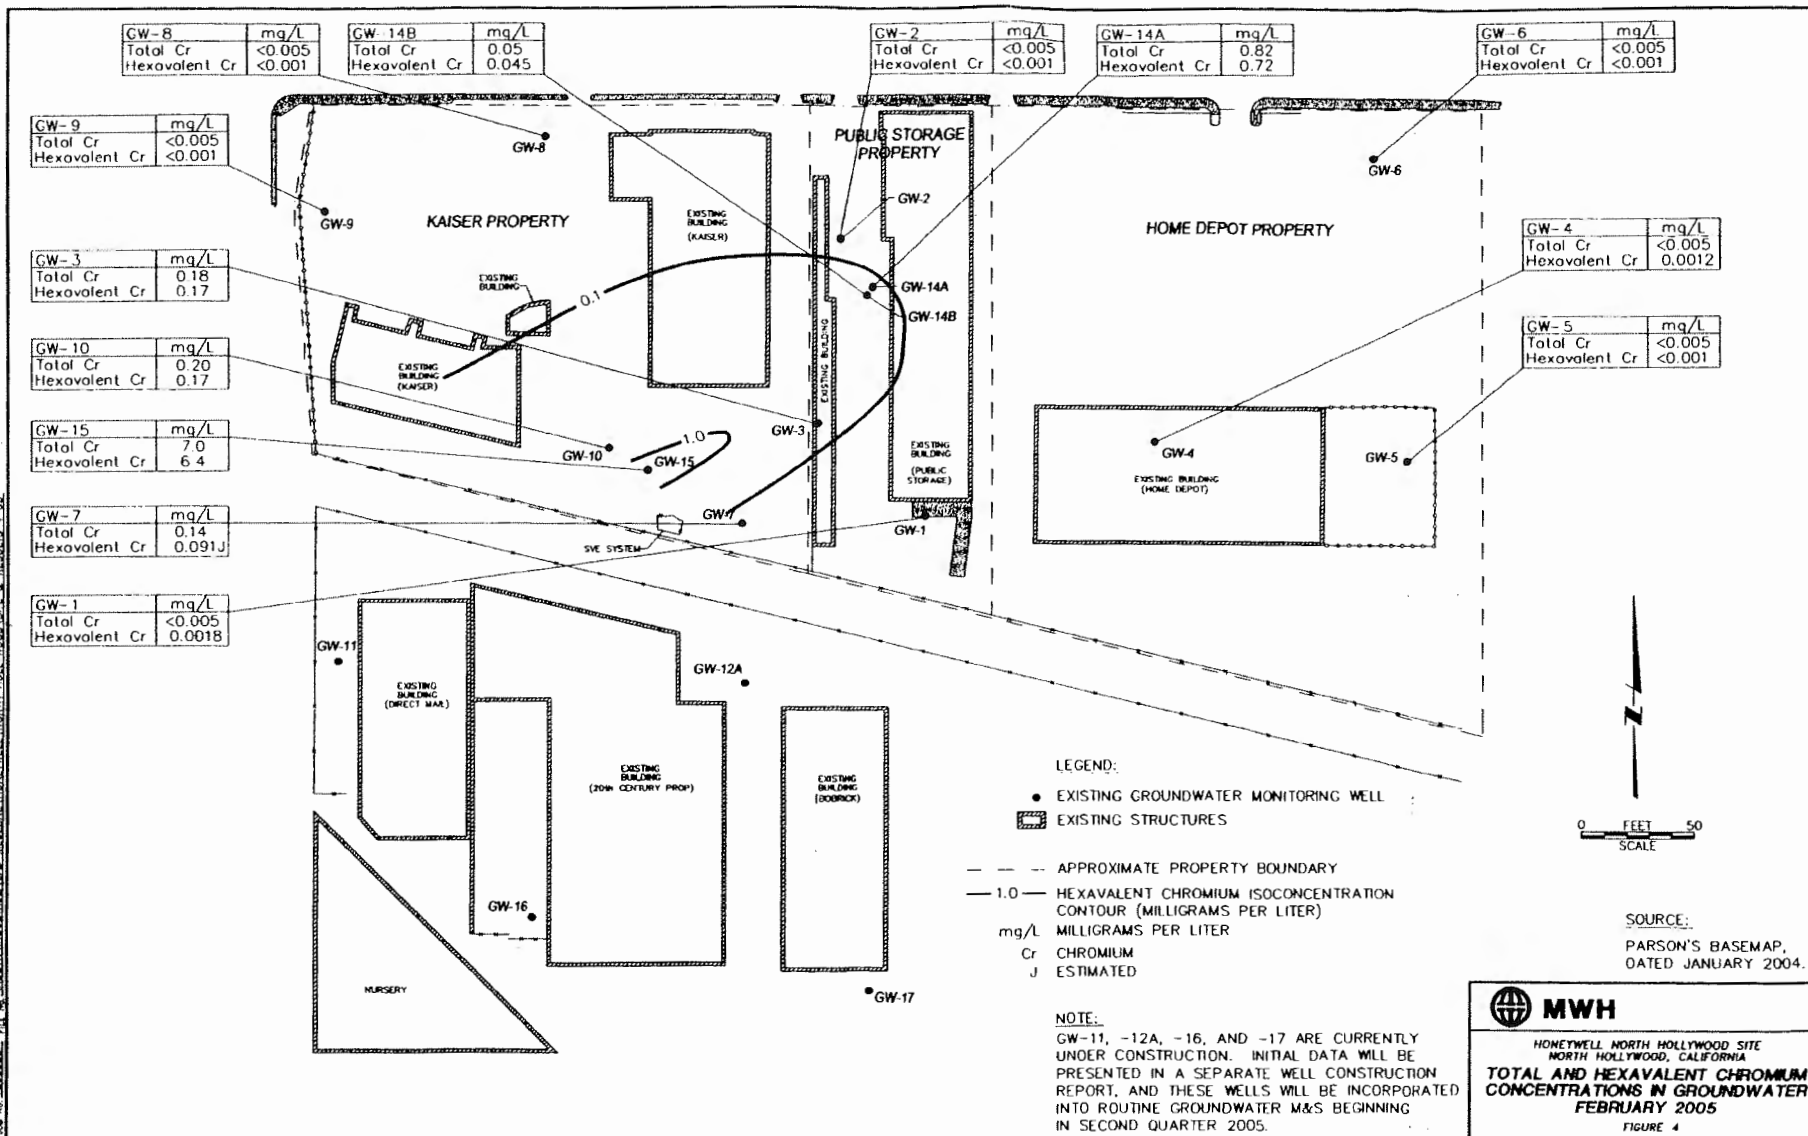 GW-8 mg/L
Total Cr <0.005
Hexavalent Cr <0.001
GW-14B mg/L
Total Cr 0.05
Hexavalent Cr 0.045
GW-2 mg/L
Total Cr <0.005
Hexavalent Cr <0.001
GW-14A mg/L
Total Cr 0.82
Hexavalent Cr 0.72
GW-6 mg/L
Total Cr <0.005
Hexavalent Cr <0.001
GW-9 mg/L
Total Cr <0.005
Hexavalent Cr <0.001
GW-3 mg/L
Total Cr 0.18
Hexavalent Cr 0.17
GW-10 mg/L
Total Cr 0.20
Hexavalent Cr 0.17
GW-15 mg/L
Total Cr 7.0
Hexavalent Cr 6.4
GW-7 mg/L
Total Cr 0.14
Hexavalent Cr 0.091J
GW-1 mg/L
Total Cr <0.005
Hexavalent Cr 0.0018
GW-4 mg/L
Total Cr <0.005
Hexavalent Cr 0.0012
GW-5 mg/L
Total Cr <0.005
Hexavalent Cr <0.001
GW-8
PUBLIC STORAGE
PROPERTY
GW-6
GW-9
KAISER PROPERTY
EXISTING
BUILDING
(KAISER)
GW-2
HOME DEPOT PROPERTY
EXISTING
BUILDING
0.1
GW-14A
GW-14B
EXISTING BUILDING
EXISTING
BUILDING
(KAISER)
1.0
GW-3
GW-10
GW-15
EXISTING
BUILDING
(PUBLIC
STORAGE)
GW-4
EXISTING BUILDING
(HOME DEPOT)
GW-5
GW-7
GW-1
SVE SYSTEM
GW-11
GW-12A
EXISTING
BUILDING
(DIRECT MAIL)
EXISTING
BUILDING
(20th CENTURY PROP)
EXISTING
BUILDING
(BOBRICK)
GW-16
NURSERY
GW-17
LEGEND:
EXISTING GROUNDWATER MONITORING WELL
EXISTING STRUCTURES
APPROXIMATE PROPERTY BOUNDARY
1.0 HEXAVALENT CHROMIUM ISOCONCENTRATION
CONTOUR (MILLIGRAMS PER LITER)
mg/L MILLIGRAMS PER LITER
Cr CHROMIUM
J ESTIMATED
NOTE:
GW-11, -12A, -16, AND -17 ARE CURRENTLY
UNDER CONSTRUCTION. INITIAL DATA WILL BE
PRESENTED IN A SEPARATE WELL CONSTRUCTION
REPORT, AND THESE WELLS WILL BE INCORPORATED
INTO ROUTINE GROUNDWATER M&S BEGINNING
IN SECOND QUARTER 2005.
N
0 FEET 50
SCALE
SOURCE:
PARSON'S BASEMAP,
DATED JANUARY 2004.
MWH
HONEYWELL NORTH HOLLYWOOD SITE
NORTH HOLLYWOOD, CALIFORNIA
TOTAL AND HEXAVALENT CHROMIUM
CONCENTRATIONS IN GROUNDWATER
FEBRUARY 2005
FIGURE 4